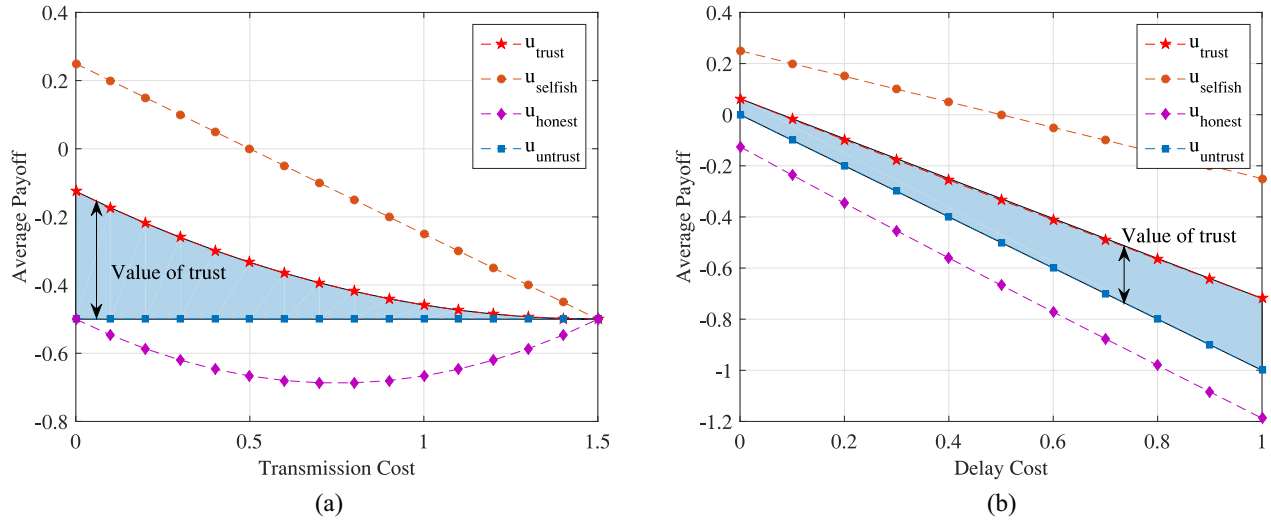 0.4
0.2
0
-0.2
-0.4
-0.6
-0.8
Average Payoff
u_trust
u_selfish
u_honest
u_untrust
Value of trust
0 0.5 1 1.5
Transmission Cost
(a)
0.4
0.2
0
-0.2
-0.4
-0.6
-0.8
-1
-1.2
Average Payoff
u_trust
u_selfish
u_honest
u_untrust
Value of trust
0 0.2 0.4 0.6 0.8 1
Delay Cost
(b)